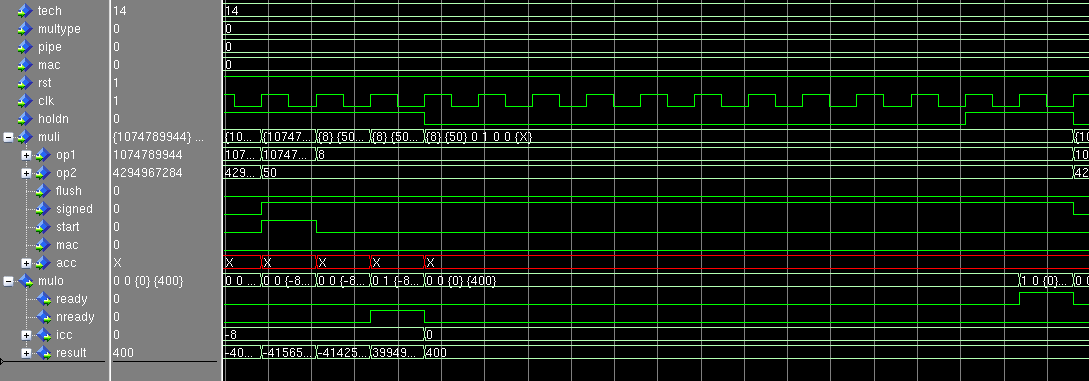 tech 14 14
multype 0 0
pipe 0 0
mac 0 0
rst 1
clk 1
holdn 0
muli {1074789944} ... {10... {10747... {8} {50... {8} {50... {8} {50} 0 1 0 0 {X} {10
op1 1074789944 107... 10747... 8 10
op2 4294967284 429... 50 42
flush 0
signed 0
start 0
mac 0
acc X X X X X X
mulo 0 0 {0} {400} 0 0 ... 0 0 {-8... 0 0 {-8... 0 1 {-8... 0 0 {0} {400} 1 0 {0}... 0 0
ready 0
nready 0
icc 0 -8 0
result 400 -40... -41565... -41425... 39949... 400